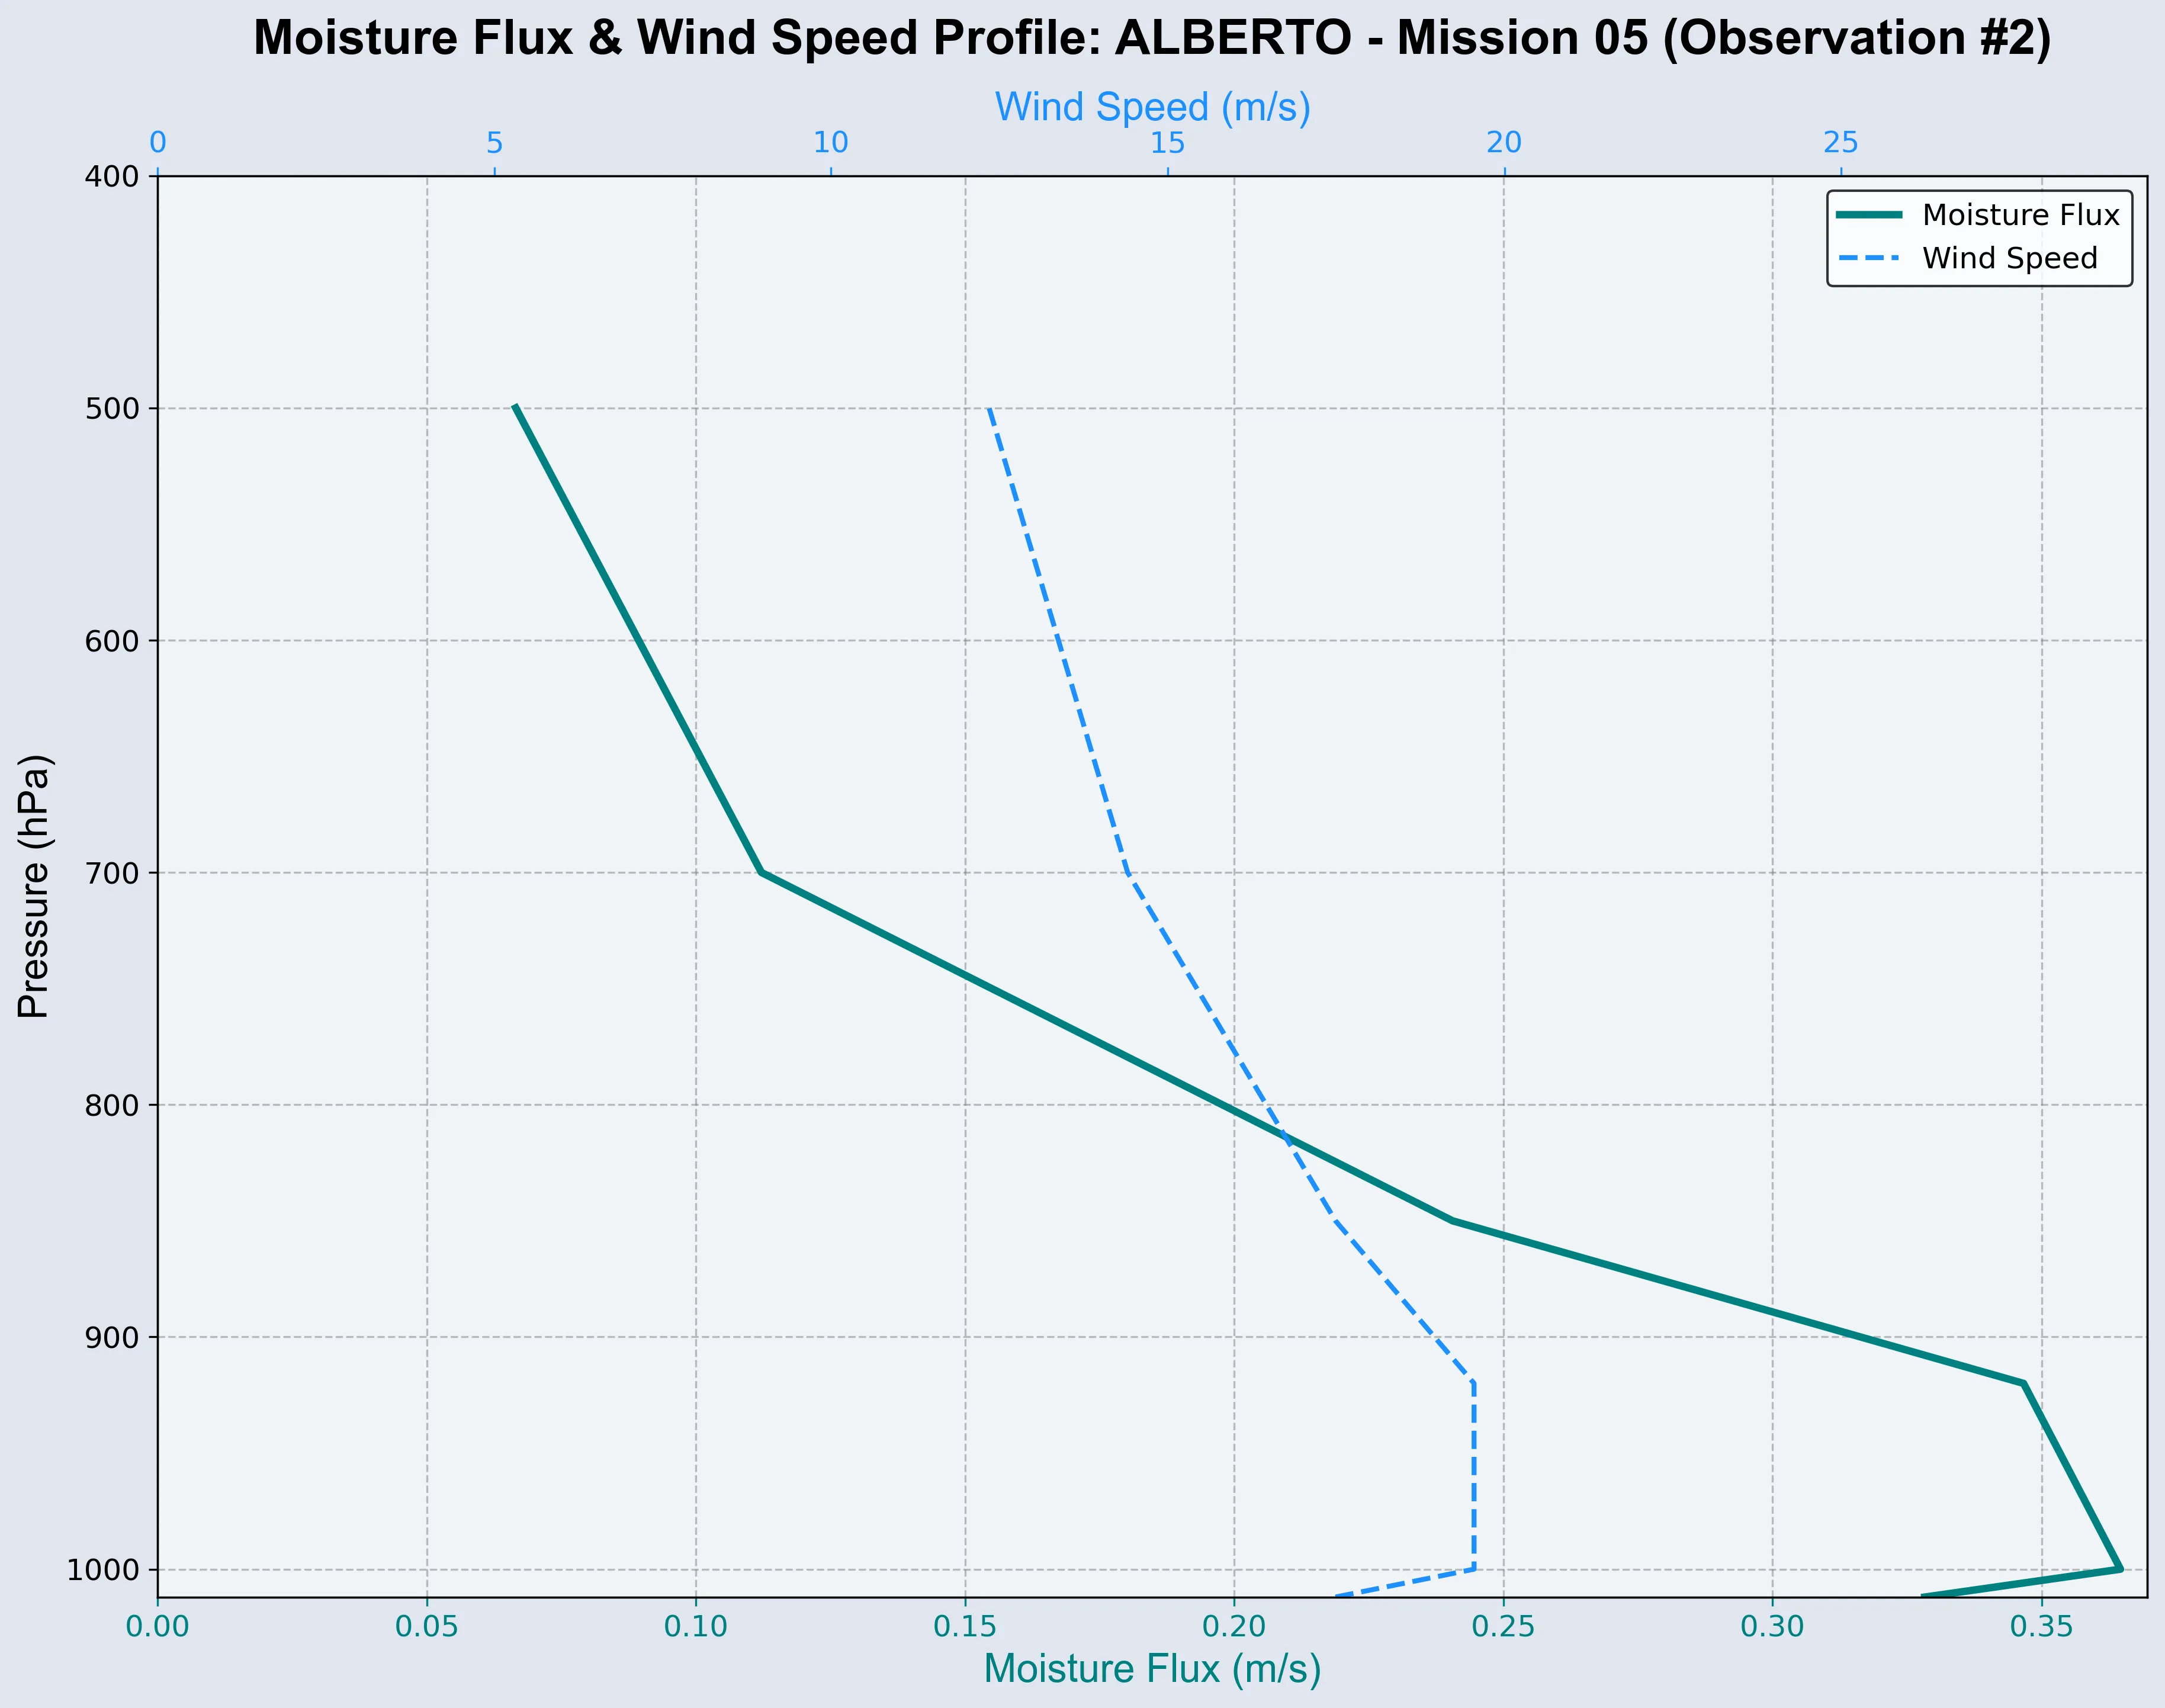 Moisture Flux & Wind Speed Profile: ALBERTO - Mission 05 (Observation #2)
Wind Speed (m/s)
0 5 10 15 20 25
Moisture Flux
Wind Speed
400
500
600
700
800
900
1000
Pressure (hPa)
0.00 0.05 0.10 0.15 0.20 0.25 0.30 0.35
Moisture Flux (m/s)